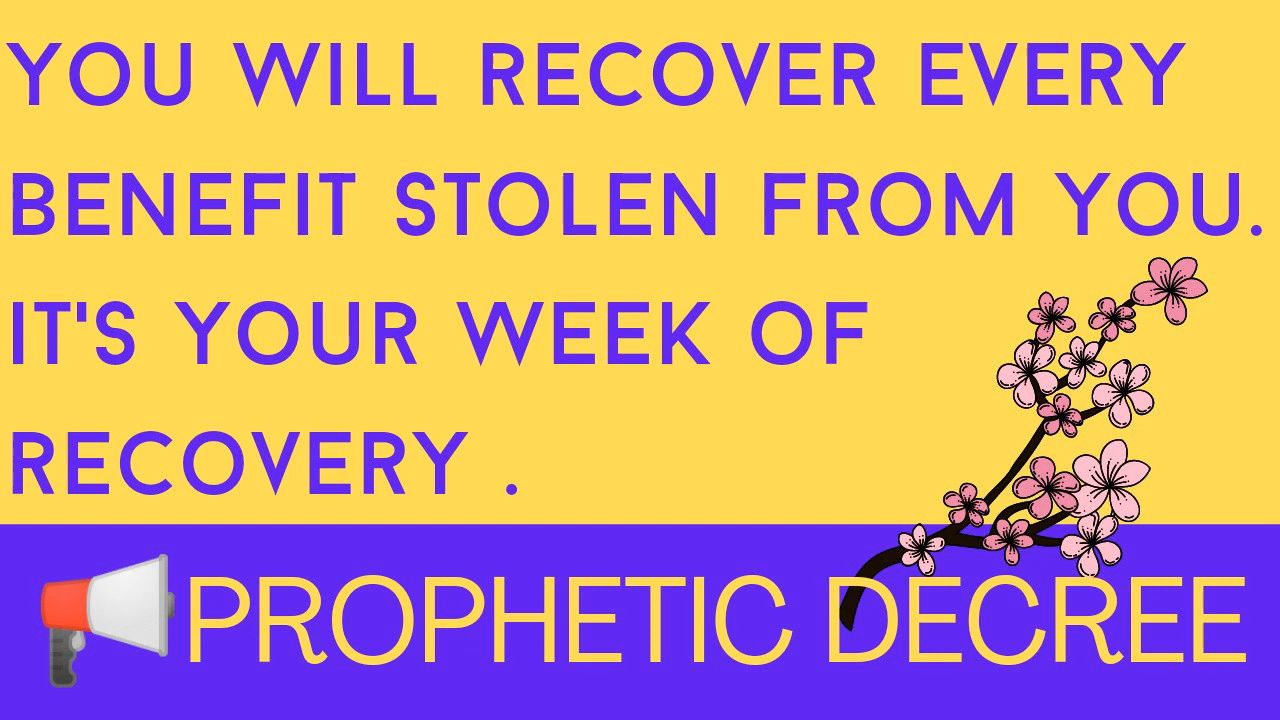 YOU WILL RECOVER EVERY
BENEFIT STOLEN FROM YOU.
IT'S YOUR WEEK OF
RECOVERY .
PROPHETIC DECREE